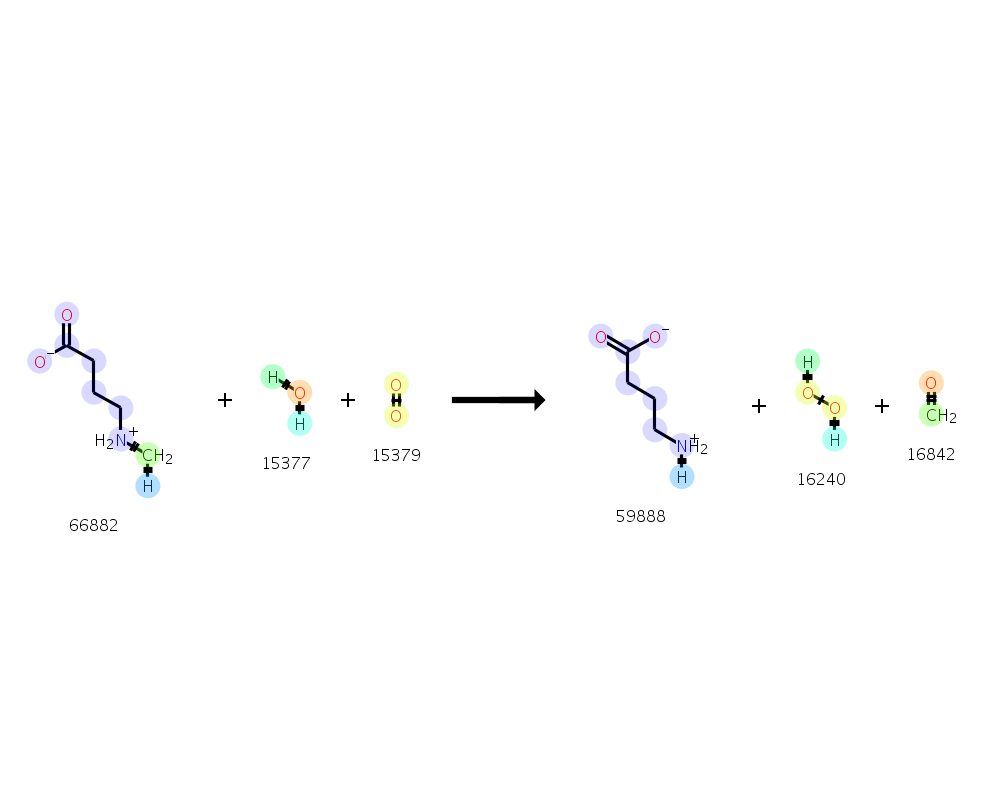 O
O −
H2N + CH2
H
66882
+
H
O
H
15377
+
O
O
15379
O
O −
NH2 +
H
59888
+
H
O
O
H
16240
+
O
CH2
16842